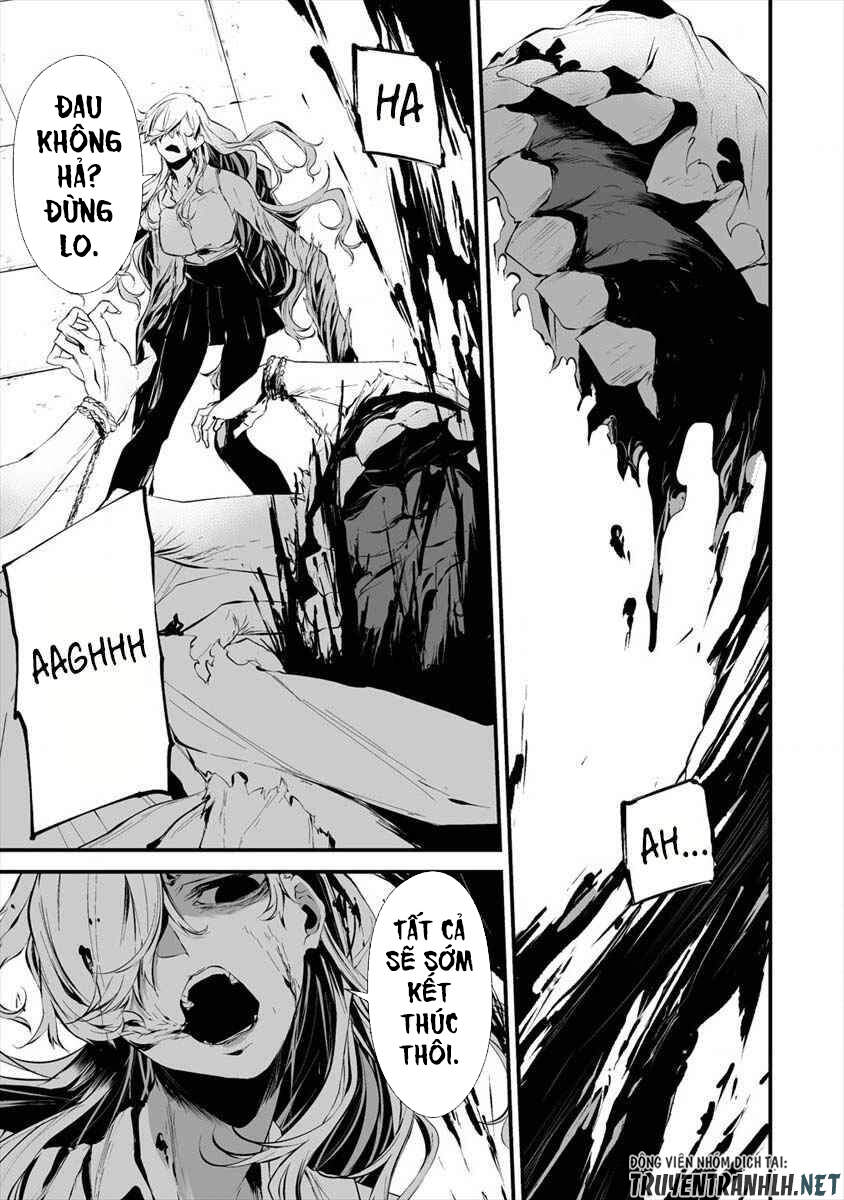 HA
AH...
ĐAU
KHÔNG
HẢ?
ĐỪNG
LO.
AAGHHH
TẤT CẢ
SẼ SỚM
KẾT
THÚC
THÔI.
ĐỘNG VIÊN NHÓM DỊCH TẠI:
TRUYENTRANHLH.NET